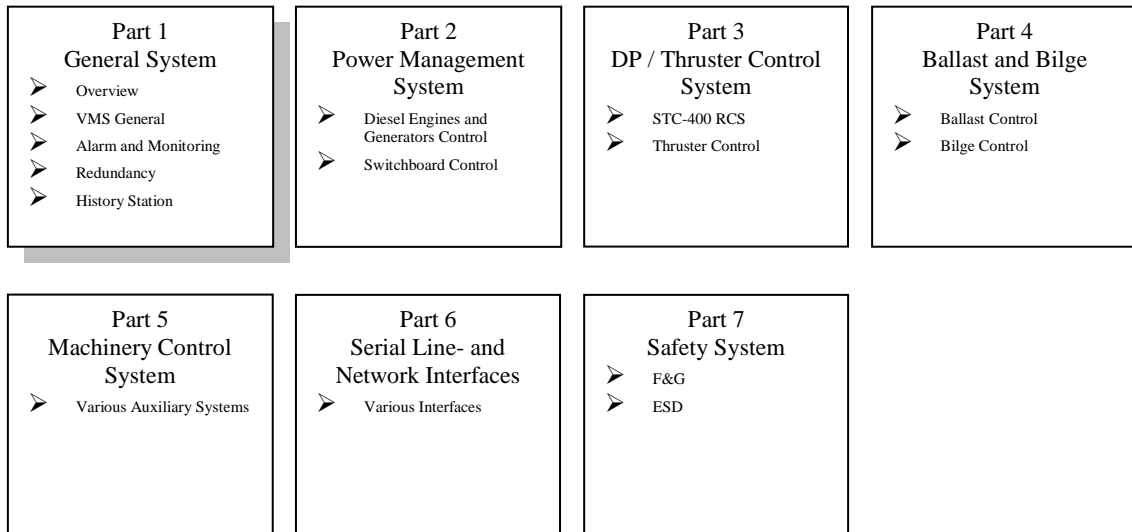 Part 1
General System
➢ Overview
➢ VMS General
➢ Alarm and Monitoring
➢ Redundancy
➢ History Station
Part 2
Power Management
System
➢ Diesel Engines and
Generators Control
➢ Switchboard Control
Part 3
DP / Thruster Control
System
➢ STC-400 RCS
➢ Thruster Control
Part 4
Ballast and Bilge
System
➢ Ballast Control
➢ Bilge Control
Part 5
Machinery Control
System
➢ Various Auxiliary Systems
Part 6
Serial Line- and
Network Interfaces
➢ Various Interfaces
Part 7
Safety System
➢ F&G
➢ ESD